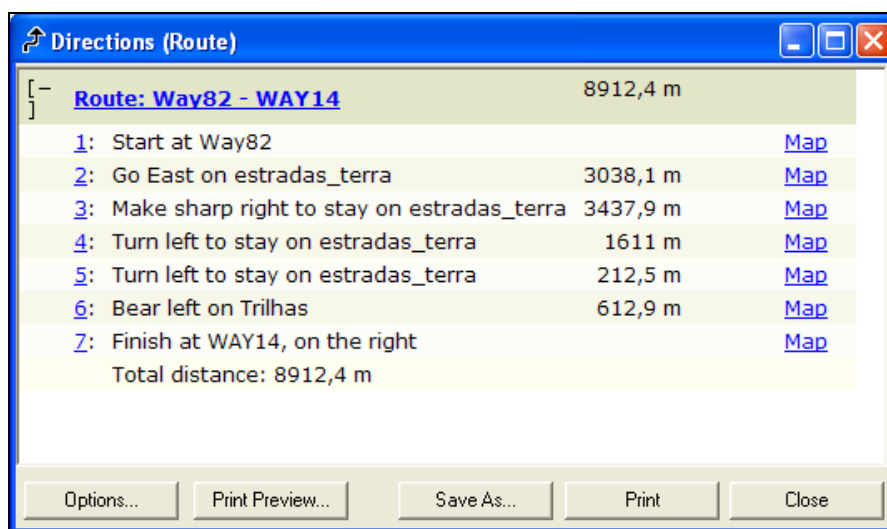 Directions (Route)
[-] Route: Way82 - WAY14 8912,4 m
1: Start at Way82 Map
2: Go East on estradas_terra 3038,1 m Map
3: Make sharp right to stay on estradas_terra 3437,9 m Map
4: Turn left to stay on estradas_terra 1611 m Map
5: Turn left to stay on estradas_terra 212,5 m Map
6: Bear left on Trilhas 612,9 m Map
7: Finish at WAY14, on the right Map
Total distance: 8912,4 m
Options... Print Preview... Save As... Print Close